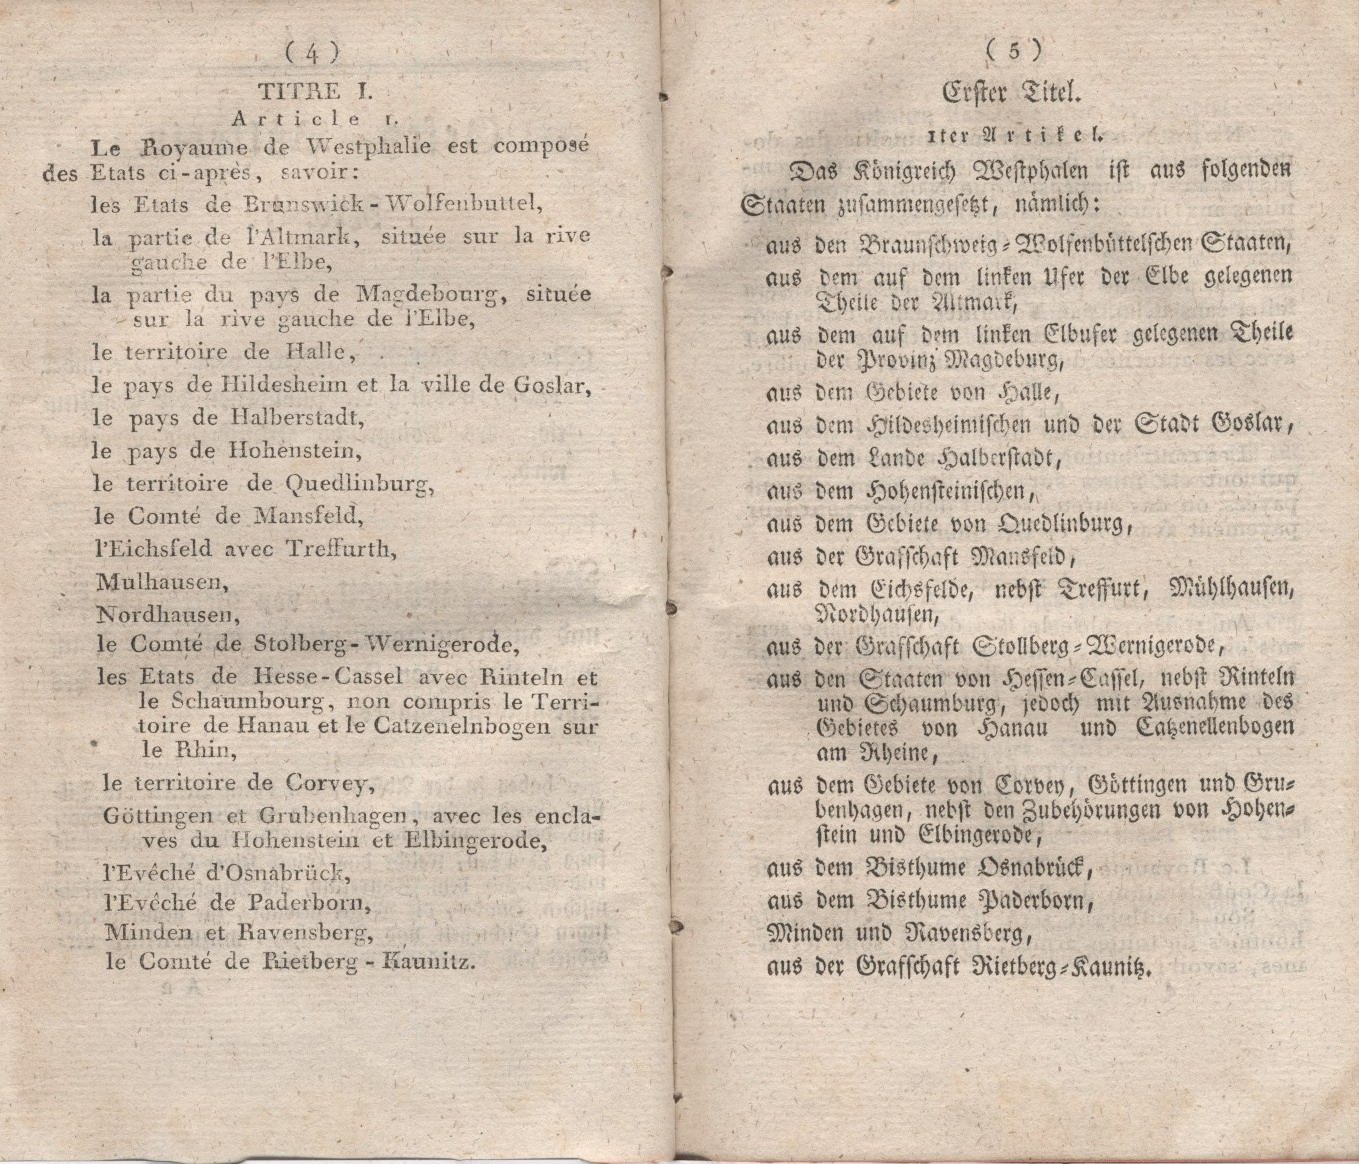 ( 4 )
TITRE I.
Article 1.
Le Royaume de Westphalie est composé
des Etats ci-après, savoir:
les Etats de Brunswick-Wolfenbuttel,
la partie de l'Altmark, située sur la rive
gauche de l'Elbe,
la partie du pays de Magdebourg, située
sur la rive gauche de l'Elbe,
le territoire de Halle,
le pays de Hildesheim et la ville de Goslar,
le pays de Halberstadt,
le pays de Hohenstein,
le territoire de Quedlinburg,
le Comté de Mansfeld,
l'Eichsfeld avec Treffurth,
Mulhausen,
Nordhausen,
le Comté de Stolberg-Wernigerode,
les Etats de Hesse-Cassel avec Rinteln et
le Schaumbourg, non compris le Terri-
toire de Hanau et le Catzenelnbogen sur
le Rhin,
le territoire de Corvey,
Göttingen et Grubenhagen, avec les encla-
ves du Hohenstein et Elbingerode,
l'Evêché d'Osnabrück,
l'Evêché de Paderborn,
Minden et Ravensberg,
le Comté de Rietberg-Kaunitz.
( 5 )
Erster Titel.
1ter Artikel.
Das Königreich Westphalen ist aus folgenden
Staaten zusammengesetzt, nämlich:
aus den Braunschweig-Wolfenbüttelschen Staaten,
aus dem auf dem linken Ufer der Elbe gelegenen
Theile der Altmark,
aus dem auf dem linken Elbufer gelegenen Theile
der Provinz Magdeburg,
aus dem Gebiete von Halle,
aus dem Hildesheimischen und der Stadt Goslar,
aus dem Lande Halberstadt,
aus dem Hohensteinischen,
aus dem Gebiete von Quedlinburg,
aus der Grafschaft Mansfeld,
aus dem Eichsfelde, nebst Treffurt, Mühlhausen,
Nordhausen,
aus der Grafschaft Stollberg-Wernigerode,
aus den Staaten von Hessen-Cassel, nebst Rinteln
und Schaumburg, jedoch mit Ausnahme des
Gebietes von Hanau und Catzenellenbogen
am Rheine,
aus dem Gebiete von Corvey, Göttingen und Gru-
benhagen, nebst den Zubehörungen von Hohen-
stein und Elbingerode,
aus dem Bisthume Osnabrück,
aus dem Bisthume Paderborn,
Minden und Ravensberg,
aus der Grafschaft Rietberg-Kaunitz.